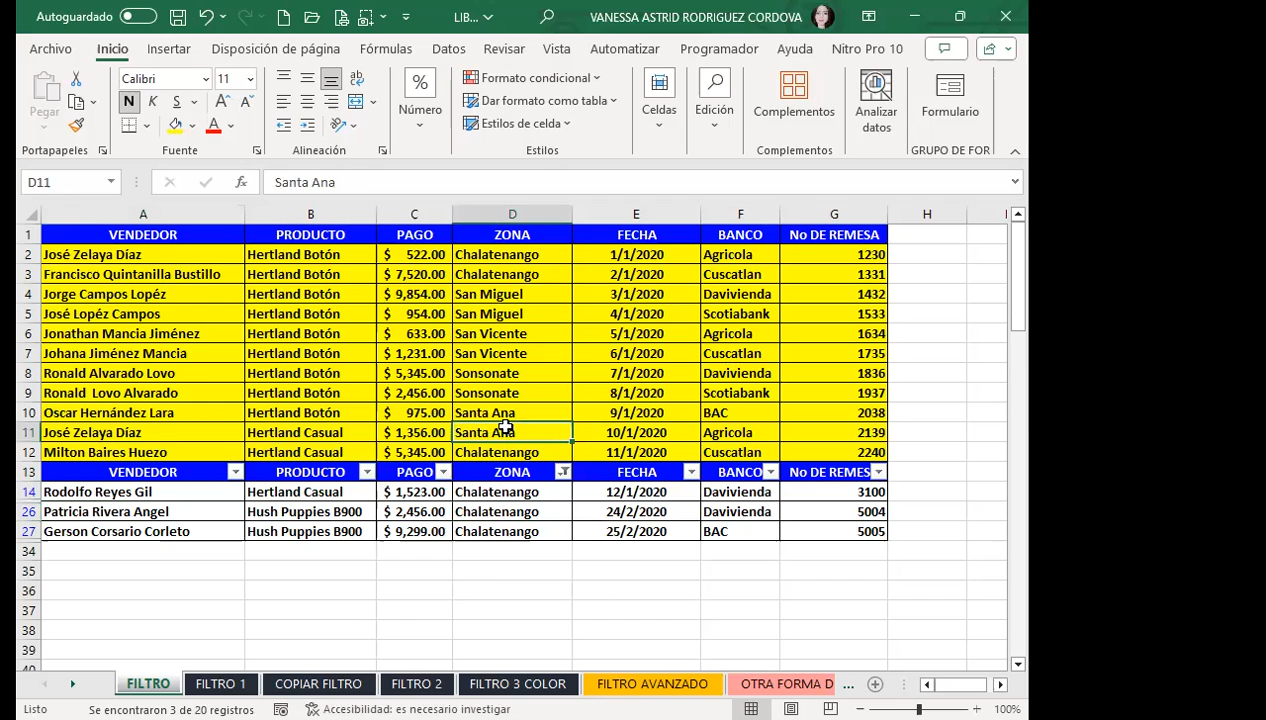 Autoguardado
LIB...
VANESSA ASTRID RODRIGUEZ CORDOVA
Archivo Inicio Insertar Disposición de página Fórmulas Datos Revisar Vista Automatizar Programador Ayuda Nitro Pro 10
Pegar
Portapapeles
Calibri 11
N K S
Fuente
Alineación
%
Número
Formato condicional
Dar formato como tabla
Estilos de celda
Estilos
Celdas
Edición
Complementos
Complementos
Analizar datos
Formulario
GRUPO DE FOR
D11 fx Santa Ana
A B C D E F G H I
1 VENDEDOR PRODUCTO PAGO ZONA FECHA BANCO No DE REMESA
2 José Zelaya Díaz Hertland Botón $ 522.00 Chalatenango 1/1/2020 Agricola 1230
3 Francisco Quintanilla Bustillo Hertland Botón $ 7,520.00 Chalatenango 2/1/2020 Cuscatlan 1331
4 Jorge Campos Lopéz Hertland Botón $ 9,854.00 San Miguel 3/1/2020 Davivienda 1432
5 José Lopéz Campos Hertland Botón $ 954.00 San Miguel 4/1/2020 Scotiabank 1533
6 Jonathan Mancia Jiménez Hertland Botón $ 633.00 San Vicente 5/1/2020 Agricola 1634
7 Johana Jiménez Mancia Hertland Botón $ 1,231.00 San Vicente 6/1/2020 Cuscatlan 1735
8 Ronald Alvarado Lovo Hertland Botón $ 5,345.00 Sonsonate 7/1/2020 Davivienda 1836
9 Ronald Lovo Alvarado Hertland Botón $ 2,456.00 Sonsonate 8/1/2020 Scotiabank 1937
10 Oscar Hernández Lara Hertland Botón $ 975.00 Santa Ana 9/1/2020 BAC 2038
11 José Zelaya Díaz Hertland Casual $ 1,356.00 Santa Ana 10/1/2020 Agricola 2139
12 Milton Baires Huezo Hertland Casual $ 5,345.00 Chalatenango 11/1/2020 Cuscatlan 2240
13 VENDEDOR PRODUCTO PAGO ZONA FECHA BANCO No DE REMES
14 Rodolfo Reyes Gil Hertland Casual $ 1,523.00 Chalatenango 12/1/2020 Davivienda 3100
26 Patricia Rivera Angel Hush Puppies B900 $ 2,456.00 Chalatenango 24/2/2020 Davivienda 5004
27 Gerson Corsario Corleto Hush Puppies B900 $ 9,299.00 Chalatenango 25/2/2020 BAC 5005
34
35
36
37
38
39
40
FILTRO FILTRO 1 COPIAR FILTRO FILTRO 2 FILTRO 3 COLOR FILTRO AVANZADO OTRA FORMA D ...
Listo Se encontraron 3 de 20 registros Accesibilidad: es necesario investigar 100%